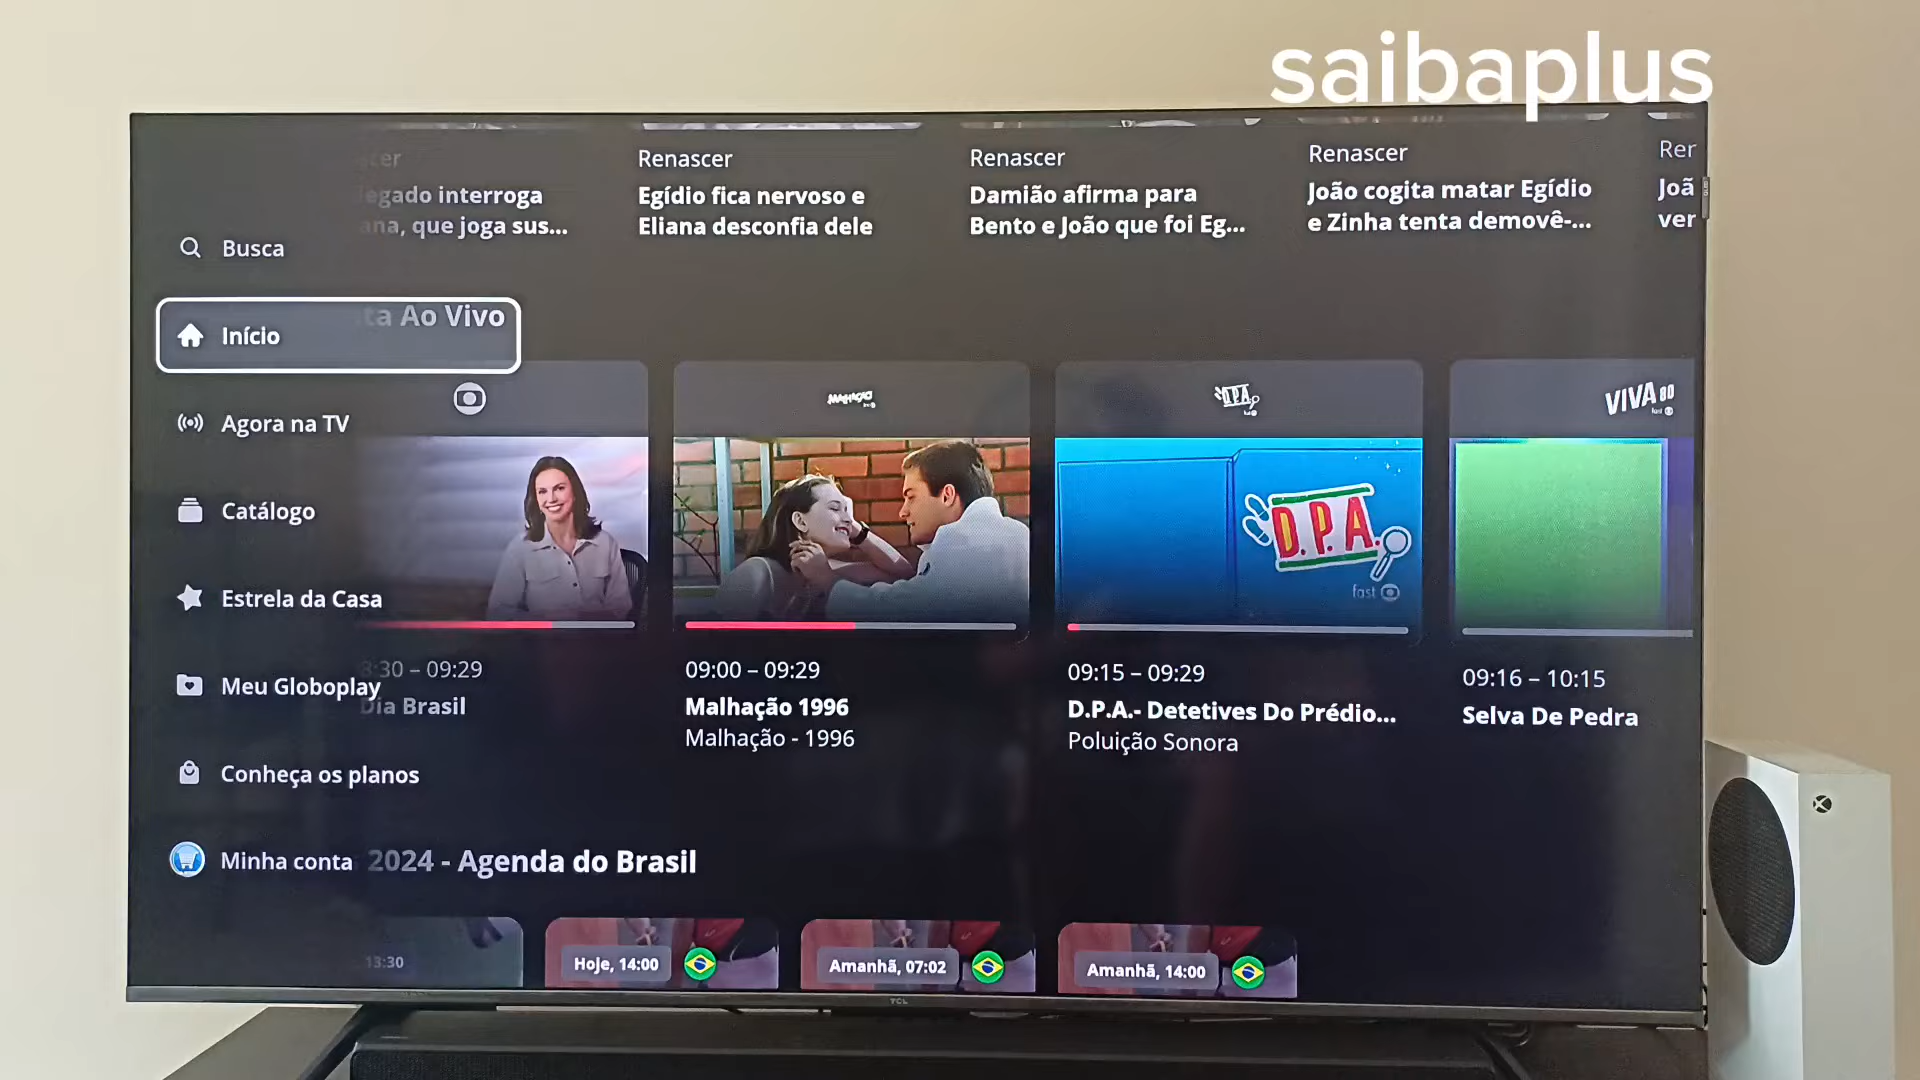 saibaplus
Renascer
Renascer
Renascer
interroga
que joga sus...
Egídio fica nervoso e
Eliana desconfia dele
Damião afirma para
Bento e João que foi Eg...
João cogita matar Egídio
e Zinha tenta demovê-...
Joã
ver
Busca
Início
Ao Vivo
Agora na TV
Catálogo
Estrela da Casa
Meu Globoplay
Conheça os planos
Minha conta
MALHAÇÃO
D.P.A.
VIVA 80
fast
D.P.A.
fast
– 09:29
Dia Brasil
09:00 – 09:29
Malhação 1996
Malhação - 1996
09:15 – 09:29
D.P.A.- Detetives Do Prédio...
Poluição Sonora
09:16 – 10:15
Selva De Pedra
2024 - Agenda do Brasil
13:30
Hoje, 14:00
Amanhã, 07:02
Amanhã, 14:00
TCL